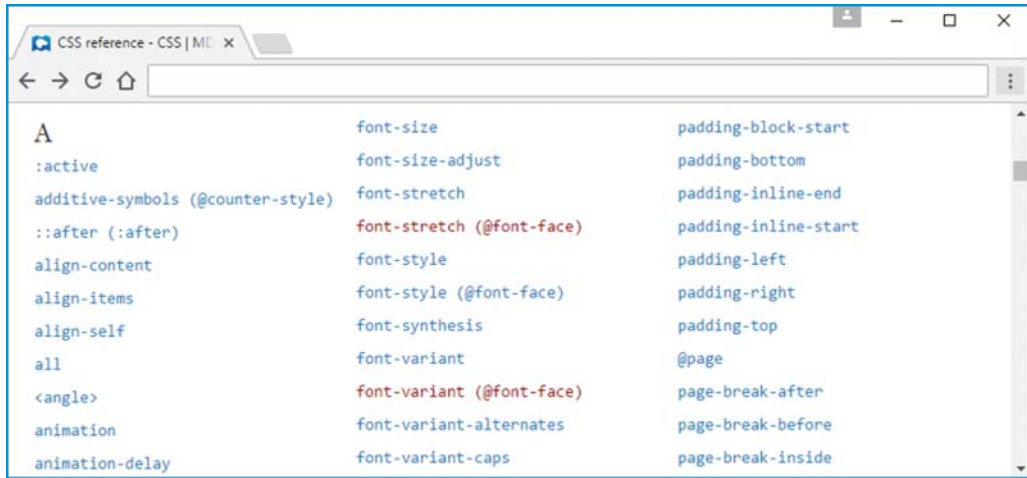 CSS reference - CSS | MD
A
:active
additive-symbols (@counter-style)
::after (:after)
align-content
align-items
align-self
all
<angle>
animation
animation-delay
font-size
font-size-adjust
font-stretch
font-stretch (@font-face)
font-style
font-style (@font-face)
font-synthesis
font-variant
font-variant (@font-face)
font-variant-alternates
font-variant-caps
padding-block-start
padding-bottom
padding-inline-end
padding-inline-start
padding-left
padding-right
padding-top
@page
page-break-after
page-break-before
page-break-inside